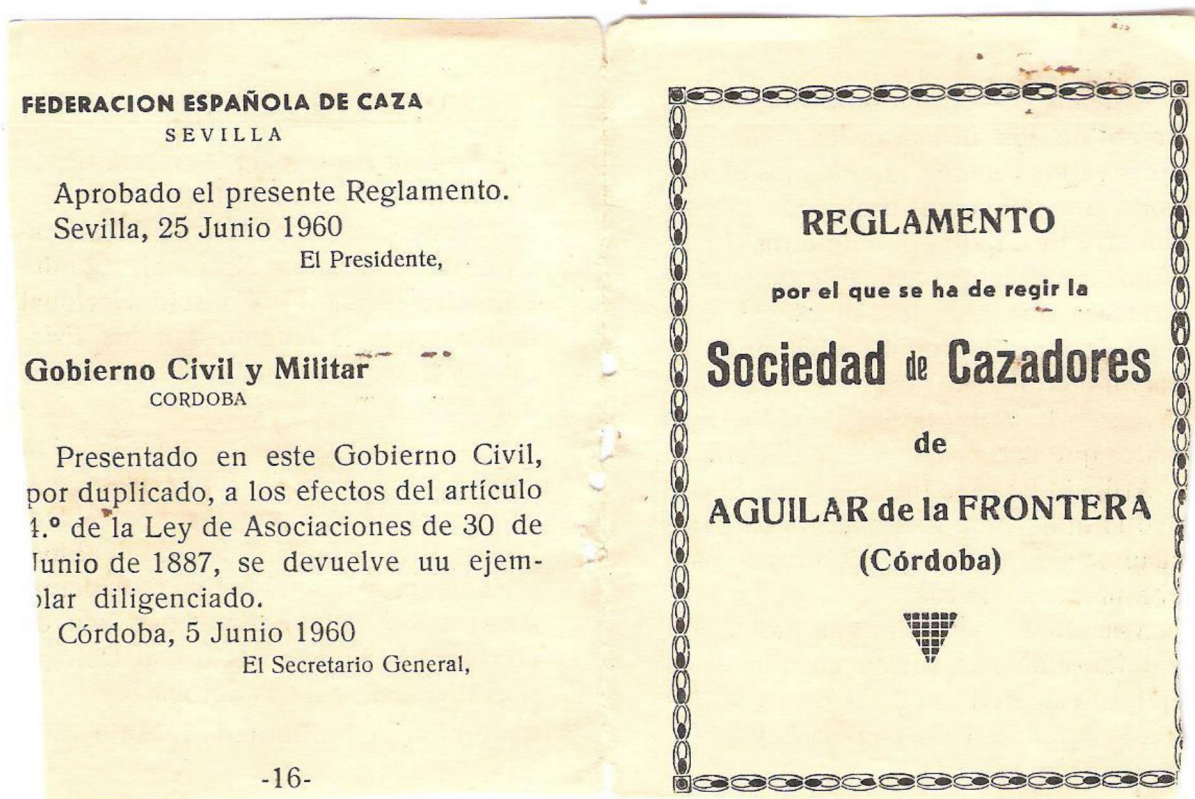 FEDERACION ESPAÑOLA DE CAZA
SEVILLA
Aprobado el presente Reglamento.
Sevilla, 25 Junio 1960
El Presidente,
Gobierno Civil y Militar
CORDOBA
Presentado en este Gobierno Civil,
por duplicado, a los efectos del artículo
4.º de la Ley de Asociaciones de 30 de
Junio de 1887, se devuelve uu ejem-
plar diligenciado.
Córdoba, 5 Junio 1960
El Secretario General,
-16-
REGLAMENTO
por el que se ha de regir la
Sociedad de Cazadores
de
AGUILAR de la FRONTERA
(Córdoba)